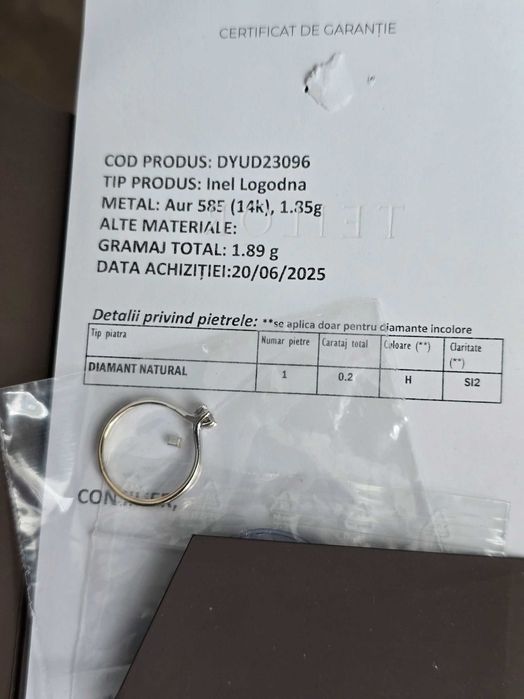 CERTIFICAT DE GARANȚIE
COD PRODUS: DYUD23096
TIP PRODUS: Inel Logodna
METAL: Aur 585 (14k), 1.85g
ALTE MATERIALE:
GRAMAJ TOTAL: 1.89 g
DATA ACHIZIȚIEI:20/06/2025
Detalii privind pietrele: **se aplica doar pentru diamante incolore
Tip piatra Numar pietre Carataj total Culoare (**) Claritate (**)
DIAMANT NATURAL 1 0.2 H SI2